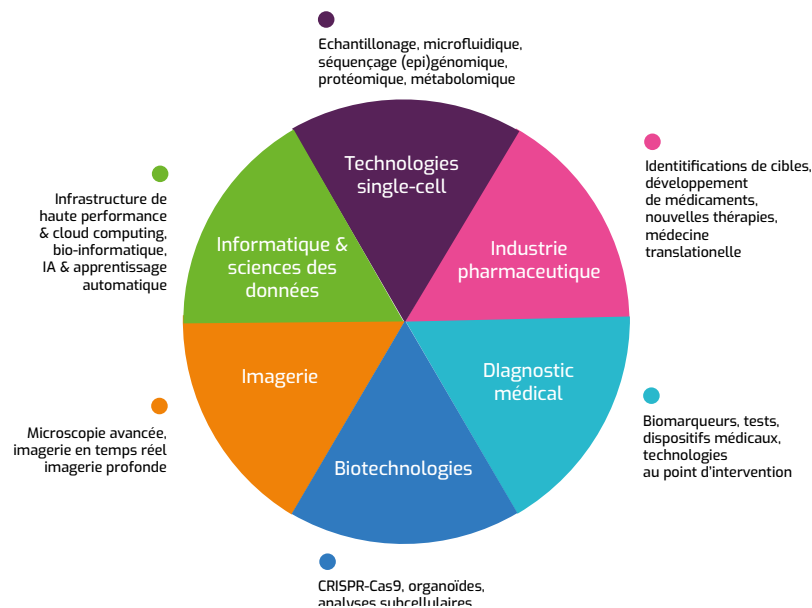 Echantillonage, microfluidique,
séquençage (epi)génomique,
protéomique, métabolomique
Technologies
single-cell
Identitifications de cibles,
développement
de médicaments,
nouvelles thérapies,
médecine
translationelle
Industrie
pharmaceutique
Infrastructure de
haute performance
& cloud computing,
bio-informatique,
IA & apprentissage
automatique
Informatique &
sciences des
données
Imagerie
DIagnostic
médical
Microscopie avancée,
imagerie en temps réel
imagerie profonde
Biomarqueurs, tests,
dispositifs médicaux,
technologies
au point d'intervention
Biotechnologies
CRISPR-Cas9, organoïdes,
analyses subcellulaires